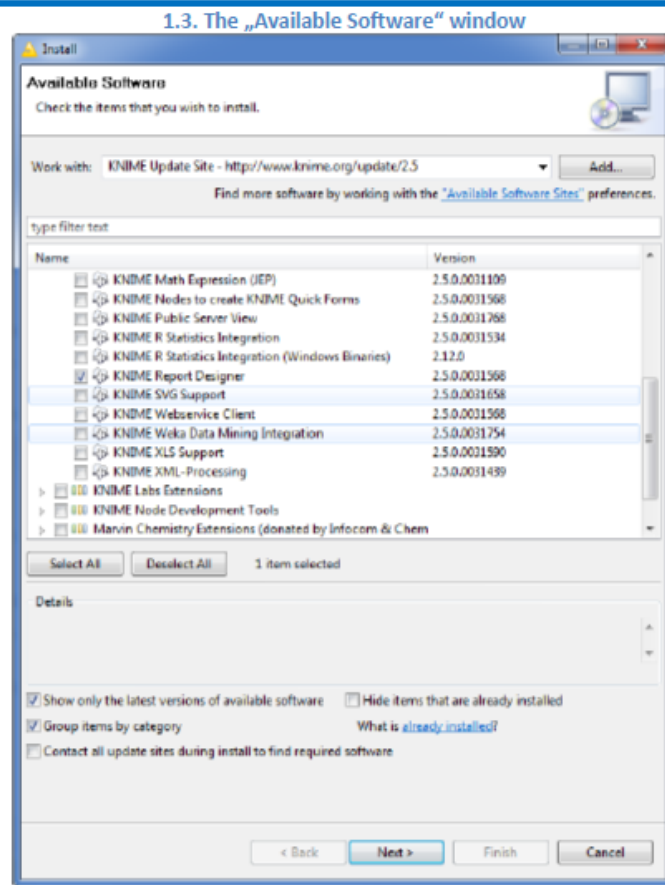 1.3. The „Available Software“ window
Install
Available Software
Check the items that you wish to install.
Work with: KNIME Update Site - http://www.knime.org/update/2.5 Add...
Find more software by working with the "Available Software Sites" preferences.
type filter text
Name Version
KNIME Math Expression (JEP) 2.5.0.0031109
KNIME Nodes to create KNIME Quick Forms 2.5.0.0031568
KNIME Public Server View 2.5.0.0031768
KNIME R Statistics Integration 2.5.0.0031534
KNIME R Statistics Integration (Windows Binaries) 2.12.0
KNIME Report Designer 2.5.0.0031568
KNIME SVG Support 2.5.0.0031658
KNIME Webservice Client 2.5.0.0031568
KNIME Weka Data Mining Integration 2.5.0.0031754
KNIME XLS Support 2.5.0.0031590
KNIME XML-Processing 2.5.0.0031439
KNIME Labs Extensions
KNIME Node Development Tools
Marvin Chemistry Extensions (donated by Infocom & Chem
Select All Deselect All 1 item selected
Details
Show only the latest versions of available software Hide items that are already installed
Group items by category What is already installed?
Contact all update sites during install to find required software
< Back Next > Finish Cancel